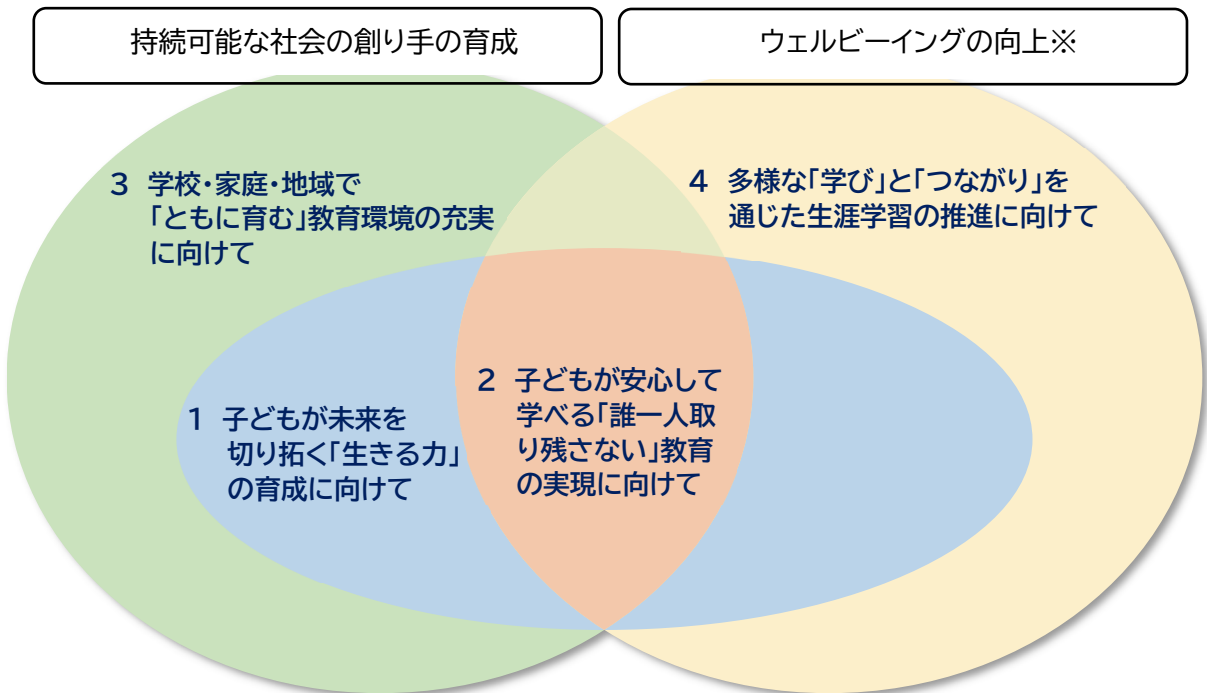 持続可能な社会の創り手の育成
ウェルビーイングの向上※
3 学校・家庭・地域で
「ともに育む」教育環境の充実
に向けて
4 多様な「学び」と「つながり」を
通じた生涯学習の推進に向けて
1 子どもが未来を
切り拓く「生きる力」
の育成に向けて
2 子どもが安心して
学べる「誰一人取
り残さない」教育
の実現に向けて